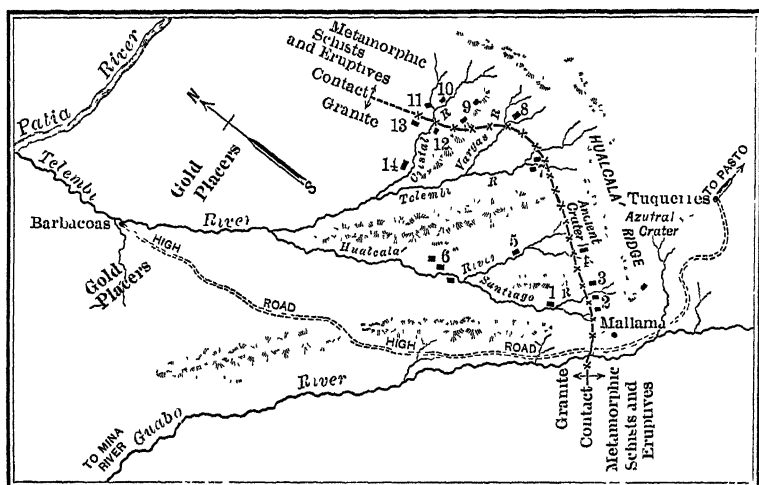 Metamorphic
Schists
and Eruptives
Contact
Granite
Patia River
N
S
Gold
Placers
11
10
9
8
13
12
14
7
Cristal R
Vargas R
HUALCALA RIDGE
Telembi
Telembi R
River
Barbacoas
Gold
Placers
HIGH ROAD
Hualcala River
6
5
Ancient
Crater
4
Tuquerres
Azufral
Crater
TO PASTO
Santiago R
1
3
2
Mallama
HIGH ROAD
Guabo River
TO MINA
RIVER
Granite
Contact
Metamorphic
Schists and
Eruptives